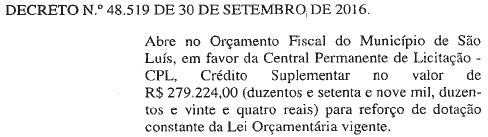 DECRETO N.º 48.519 DE 30 DE SETEMBRO, DE 2016.
Abre no Orçamento Fiscal do Município de São
Luís, em favor da Central Permanente de Licitação -
CPL, Crédito Suplementar no valor de
R$ 279.224,00 (duzentos e setenta e nove mil, duzen-
tos e vinte e quatro reais) para reforço de dotação
constante da Lei Orçamentária vigente.